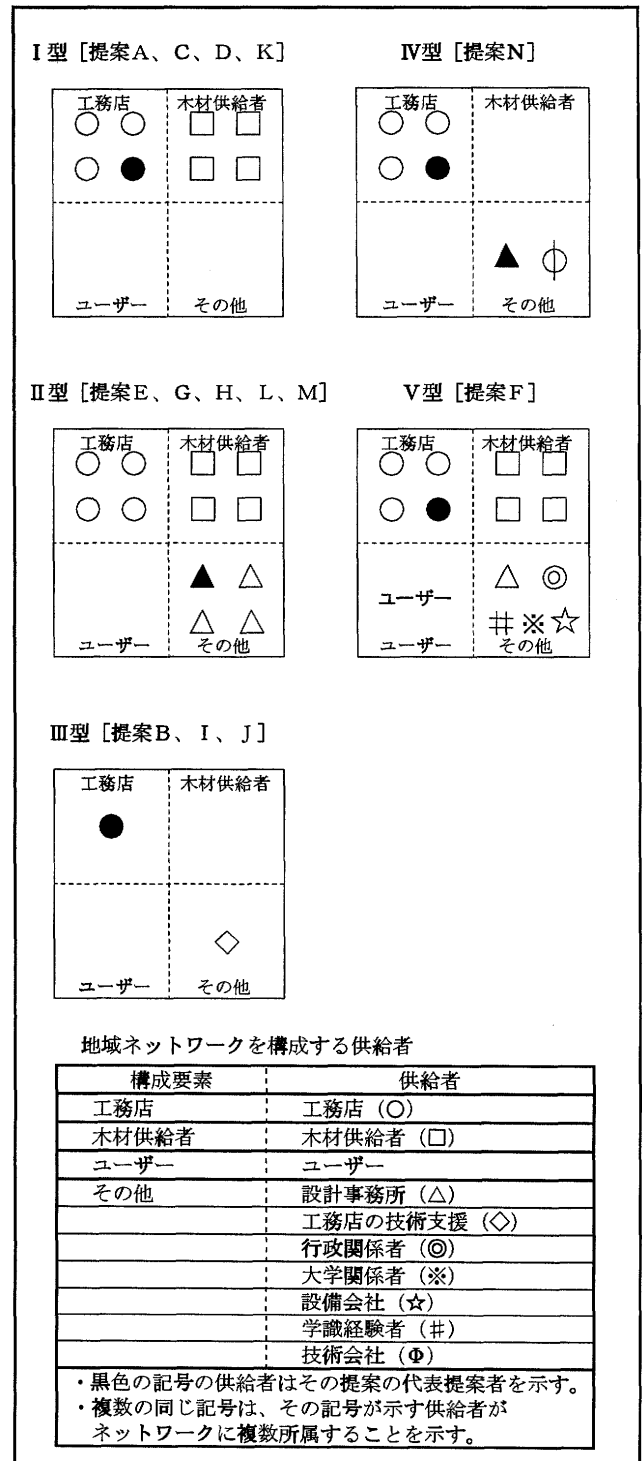 Ⅰ型 [提案A、C、D、K]
工務店
木材供給者
ユーザー
その他
Ⅳ型 [提案N]
工務店
木材供給者
ユーザー
その他
Ⅱ型 [提案E、G、H、L、M]
工務店
木材供給者
ユーザー
その他
Ⅴ型 [提案F]
工務店
木材供給者
ユーザー
ユーザー
その他
Ⅲ型 [提案B、I、J]
工務店
木材供給者
ユーザー
その他
地域ネットワークを構成する供給者
構成要素 供給者
工務店 工務店 (○)
木材供給者 木材供給者 (□)
ユーザー ユーザー
その他 設計事務所 (△)
工務店の技術支援 (◇)
行政関係者 (◎)
大学関係者 (※)
設備会社 (☆)
学識経験者 (#)
技術会社 (Φ)
・黒色の記号の供給者はその提案の代表提案者を示す。
・複数の同じ記号は、その記号が示す供給者が
ネットワークに複数所属することを示す。